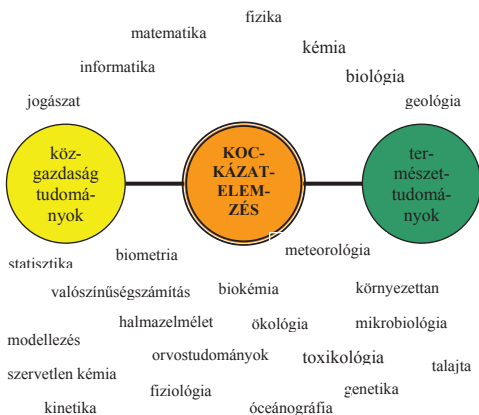 fizika
matematika
kémia
informatika
biológia
jogászat
geológia
köz-
gazdaság
tudomá-
nyok
KOC-
KÁZAT-
ELEM-
ZÉS
ter-
mészet-
tudomá-
nyok
meteorológia
biometria
statisztika
valószínűségszámítás
biokémia
környezettan
halmazelmélet
ökológia
mikrobiológia
modellezés
orvostudományok
toxikológia
talajta
szervetlen kémia
fiziológia
genetika
kinetika
óceánográfia